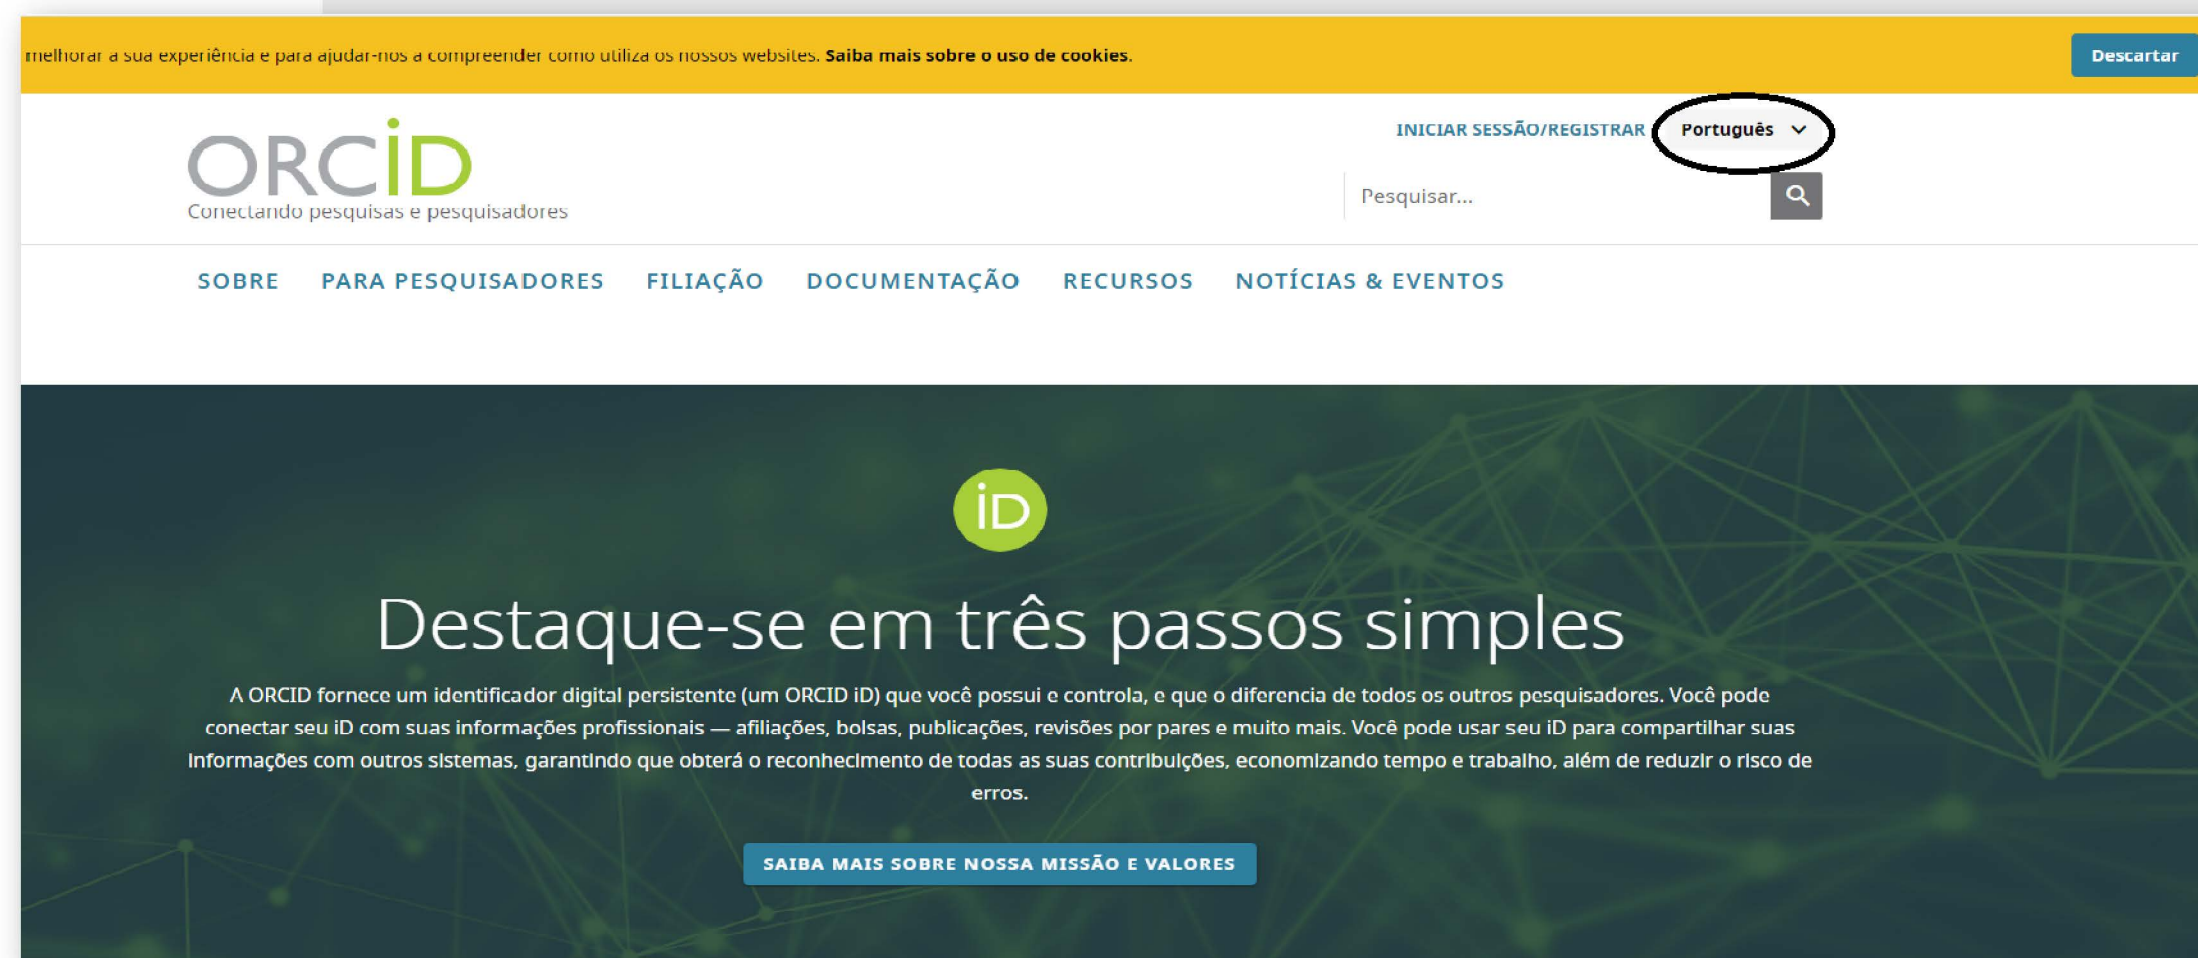 melhorar a sua experiência e para ajudar-nos a compreender como utiliza os nossos websites. Saiba mais sobre o uso de cookies.
Descartar
ORCiD
Conectando pesquisas e pesquisadores
INICIAR SESSÃO/REGISTRAR
Português
Pesquisar...
SOBRE PARA PESQUISADORES FILIAÇÃO DOCUMENTAÇÃO RECURSOS NOTÍCIAS & EVENTOS
iD
Destaque-se em três passos simples
A ORCID fornece um identificador digital persistente (um ORCID iD) que você possui e controla, e que o diferencia de todos os outros pesquisadores. Você pode
conectar seu iD com suas informações profissionais — afiliações, bolsas, publicações, revisões por pares e muito mais. Você pode usar seu iD para compartilhar suas
informações com outros sistemas, garantindo que obterá o reconhecimento de todas as suas contribuições, economizando tempo e trabalho, além de reduzir o risco de
erros.
SAIBA MAIS SOBRE NOSSA MISSÃO E VALORES